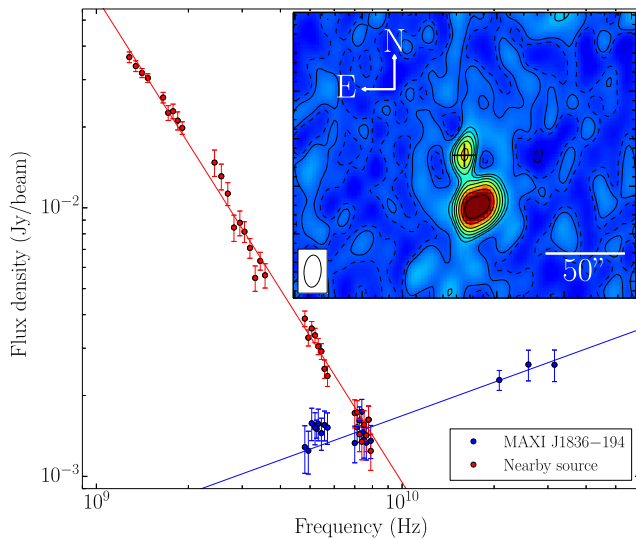 N
E
50”
10⁻²
10⁻³
Flux density (Jy/beam)
MAXI J1836−194
Nearby source
10⁹
10¹⁰
Frequency (Hz)